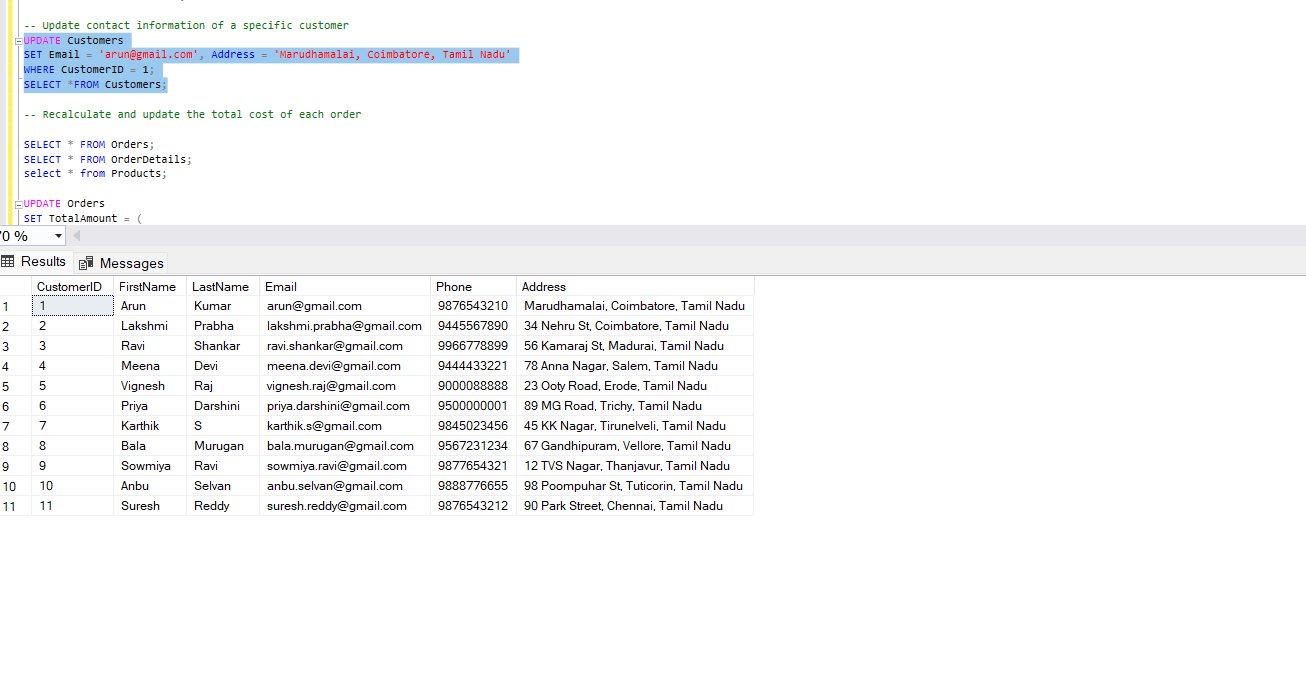 -- Update contact information of a specific customer
UPDATE Customers
SET Email = 'arun@gmail.com', Address = 'Marudhamalai, Coimbatore, Tamil Nadu'
WHERE CustomerID = 1;
SELECT *FROM Customers;
-- Recalculate and update the total cost of each order
SELECT * FROM Orders;
SELECT * FROM OrderDetails;
select * from Products;
UPDATE Orders
SET TotalAmount = (
70 %
Results Messages
CustomerID FirstName LastName Email Phone Address
1 1 Arun Kumar arun@gmail.com 9876543210 Marudhamalai, Coimbatore, Tamil Nadu
2 2 Lakshmi Prabha lakshmi.prabha@gmail.com 9445567890 34 Nehru St, Coimbatore, Tamil Nadu
3 3 Ravi Shankar ravi.shankar@gmail.com 9966778899 56 Kamaraj St, Madurai, Tamil Nadu
4 4 Meena Devi meena.devi@gmail.com 9444433221 78 Anna Nagar, Salem, Tamil Nadu
5 5 Vignesh Raj vignesh.raj@gmail.com 9000088888 23 Ooty Road, Erode, Tamil Nadu
6 6 Priya Darshini priya.darshini@gmail.com 9500000001 89 MG Road, Trichy, Tamil Nadu
7 7 Karthik S karthik.s@gmail.com 9845023456 45 KK Nagar, Tirunelveli, Tamil Nadu
8 8 Bala Murugan bala.murugan@gmail.com 9567231234 67 Gandhipuram, Vellore, Tamil Nadu
9 9 Sowmiya Ravi sowmiya.ravi@gmail.com 9877654321 12 TVS Nagar, Thanjavur, Tamil Nadu
10 10 Anbu Selvan anbu.selvan@gmail.com 9888776655 98 Poompuhar St, Tuticorin, Tamil Nadu
11 11 Suresh Reddy suresh.reddy@gmail.com 9876543212 90 Park Street, Chennai, Tamil Nadu